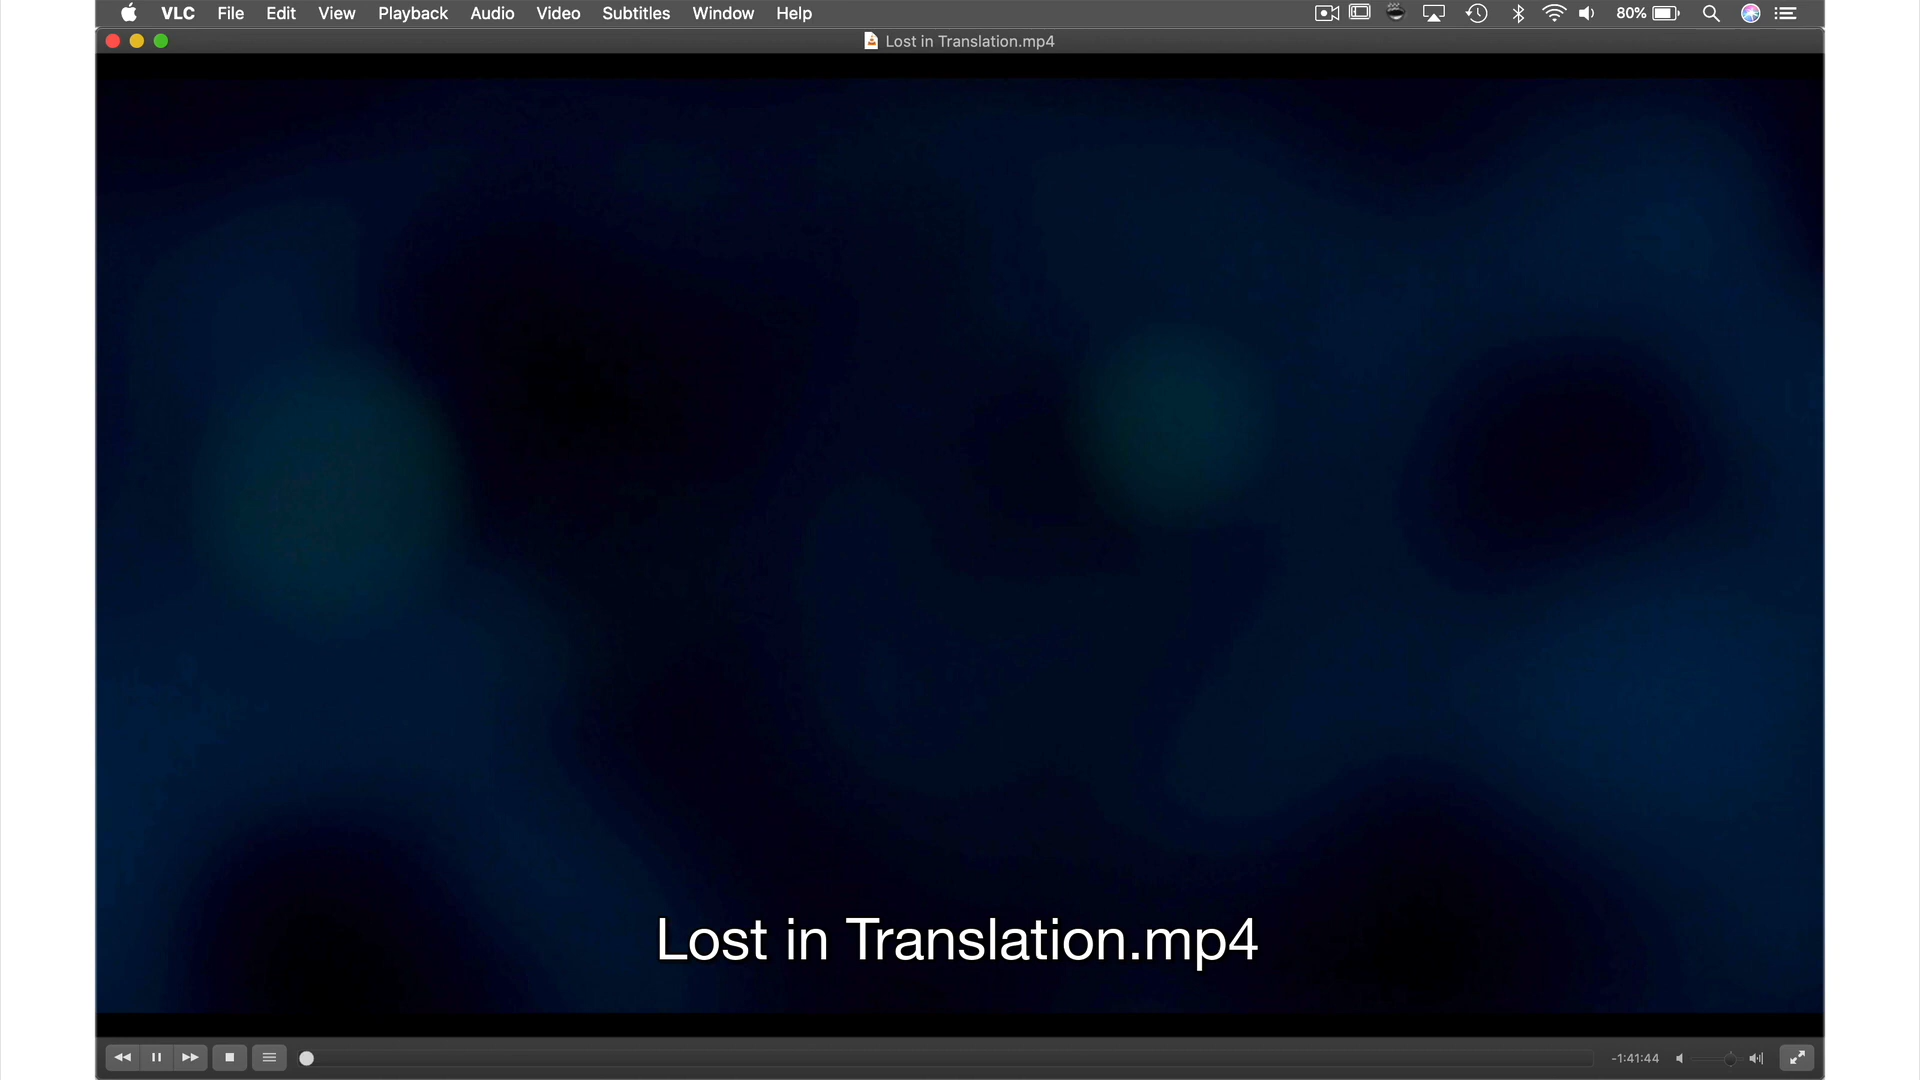 VLC File Edit View Playback Audio Video Subtitles Window Help 80%
Lost in Translation.mp4
Lost in Translation.mp4
-1:41:44